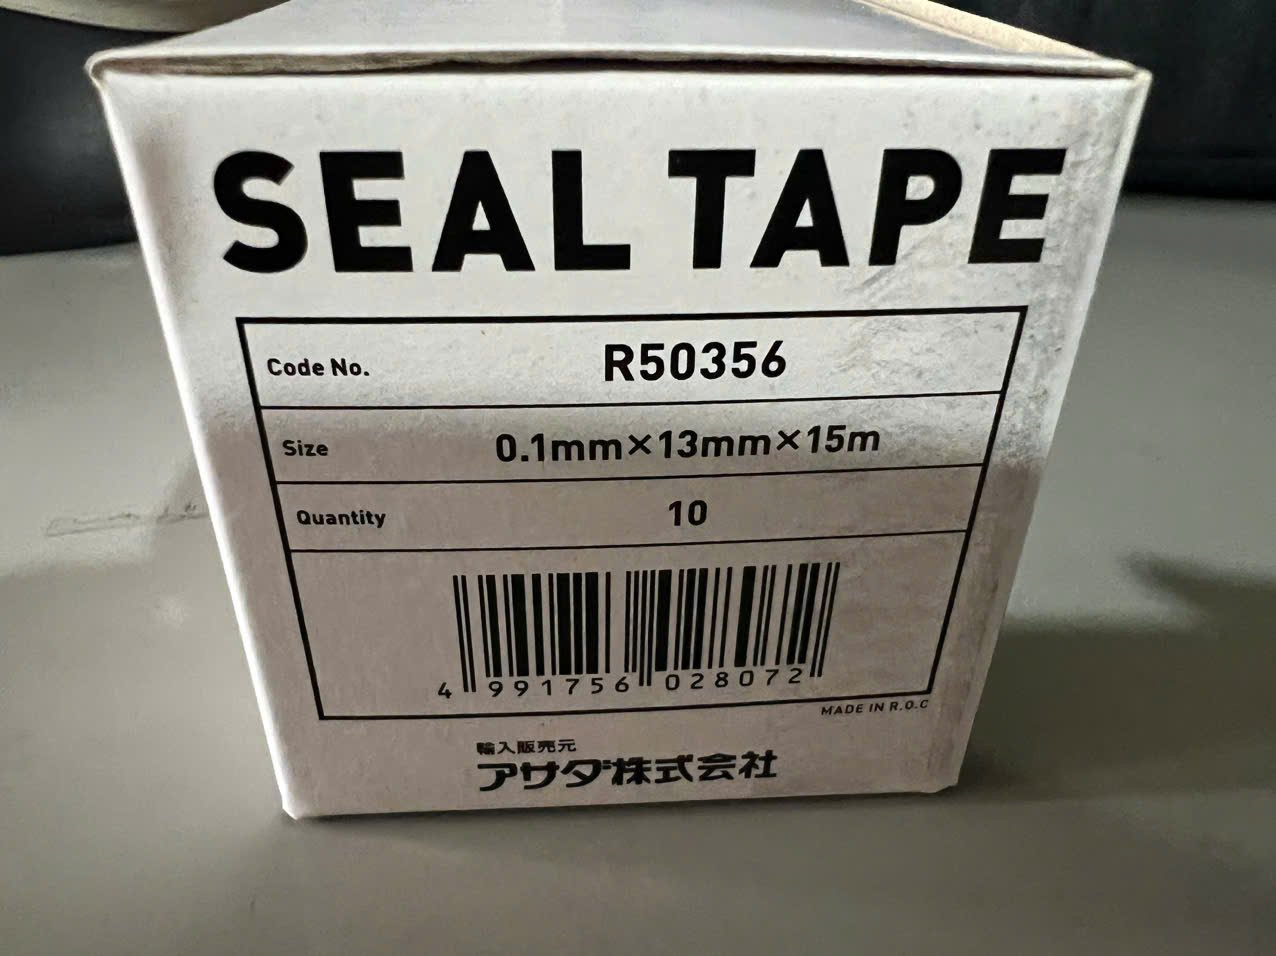 SEAL TAPE
Code No. R50356
Size 0.1mm×13mm×15m
Quantity 10
4 991756 028072
MADE IN R.O.C
輸入販売元
アサダ株式会社